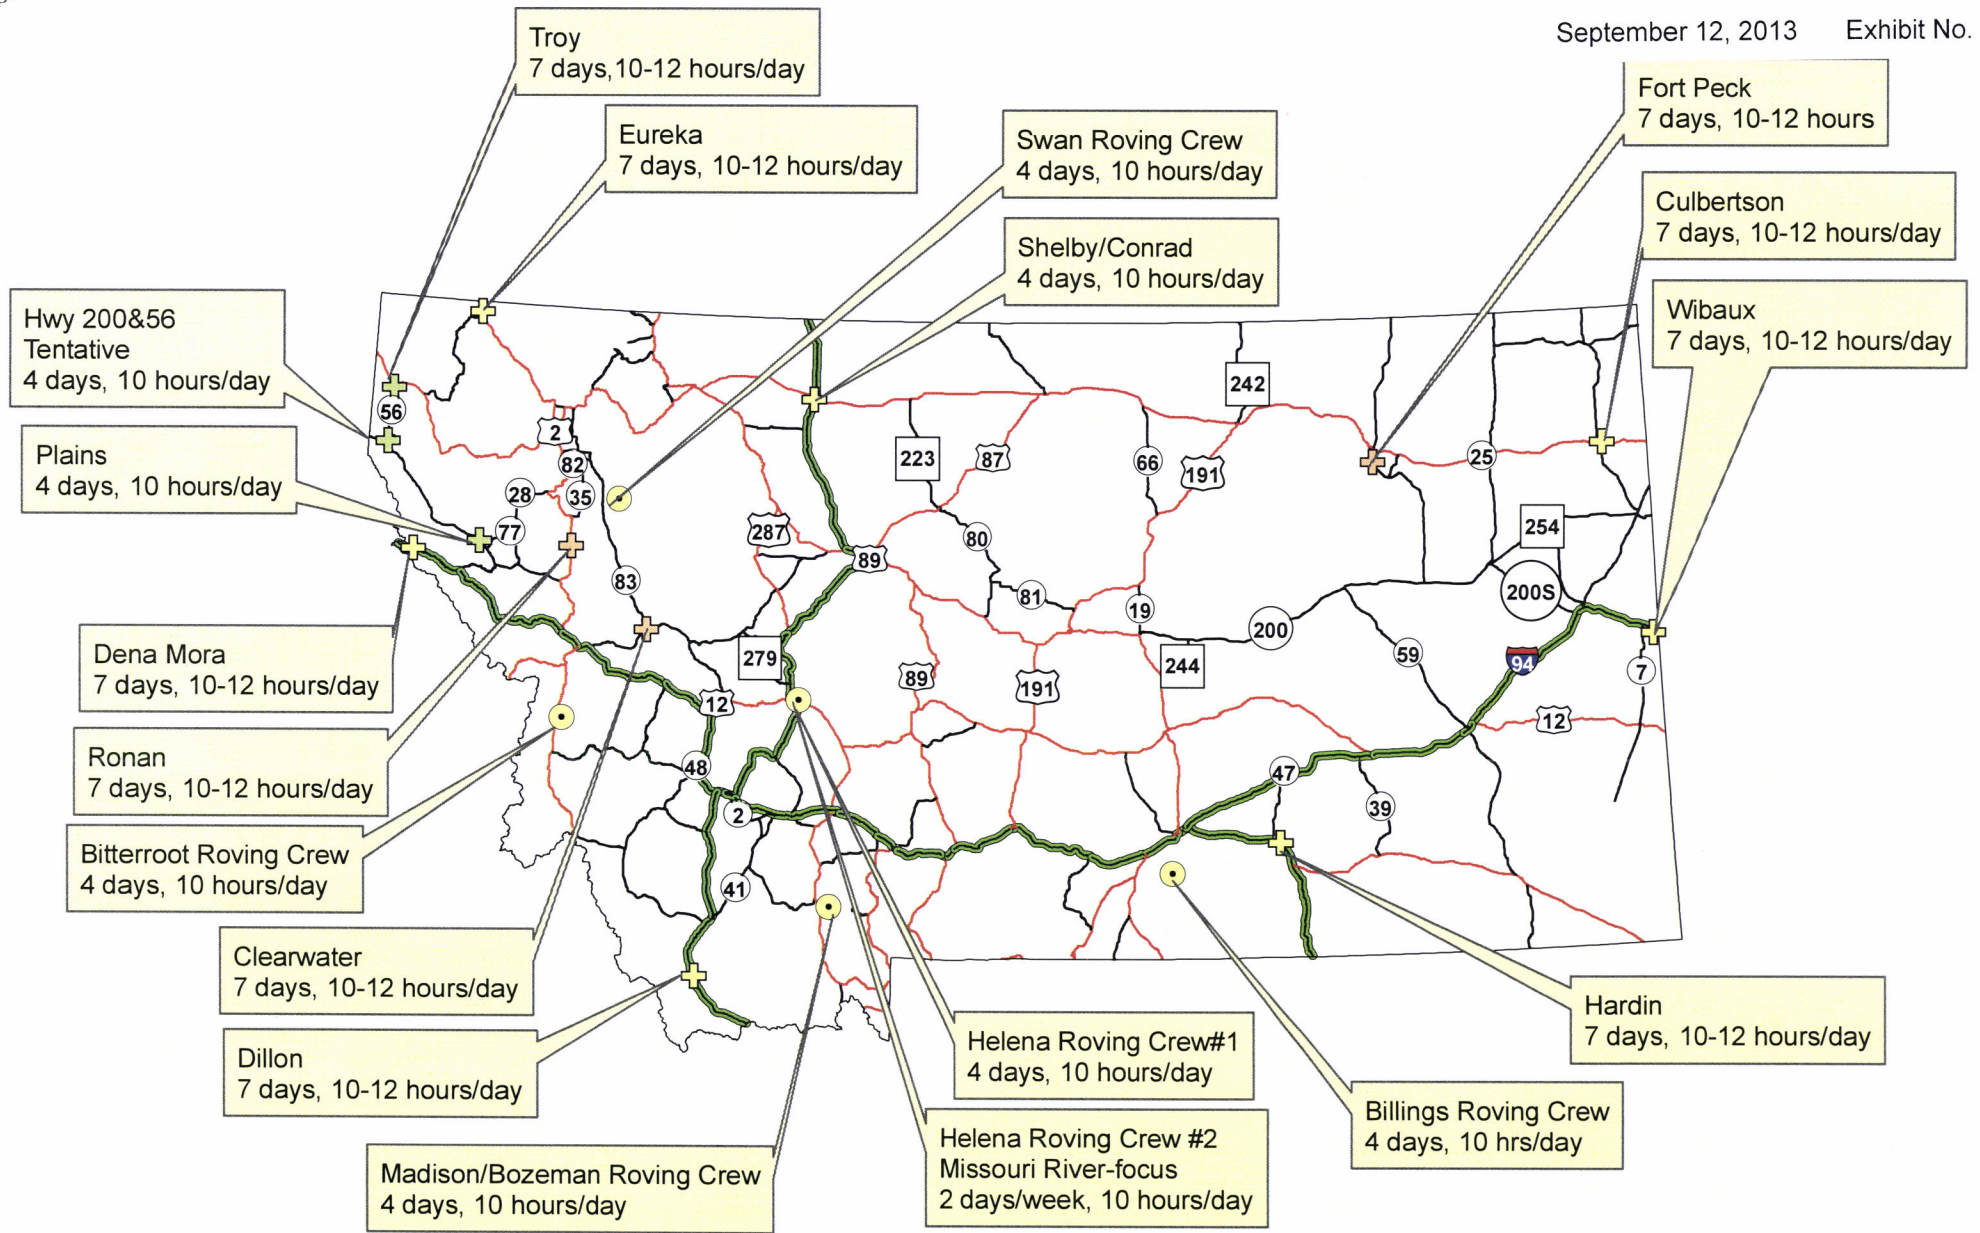 September 12, 2013 Exhibit No.
Troy
7 days,10-12 hours/day
Eureka
7 days, 10-12 hours/day
Swan Roving Crew
4 days, 10 hours/day
Shelby/Conrad
4 days, 10 hours/day
Fort Peck
7 days, 10-12 hours
Culbertson
7 days, 10-12 hours/day
Wibaux
7 days, 10-12 hours/day
Hwy 200&56
Tentative
4 days, 10 hours/day
Plains
4 days, 10 hours/day
Dena Mora
7 days, 10-12 hours/day
Ronan
7 days, 10-12 hours/day
Bitterroot Roving Crew
4 days, 10 hours/day
Clearwater
7 days, 10-12 hours/day
Dillon
7 days, 10-12 hours/day
Madison/Bozeman Roving Crew
4 days, 10 hours/day
Helena Roving Crew#1
4 days, 10 hours/day
Helena Roving Crew #2
Missouri River-focus
2 days/week, 10 hours/day
Billings Roving Crew
4 days, 10 hrs/day
Hardin
7 days, 10-12 hours/day
56
2
82
28
35
77
83
287
89
223
87
80
81
66
191
242
25
254
200S
19
200
244
59
94
7
12
279
12
89
191
48
2
41
47
39